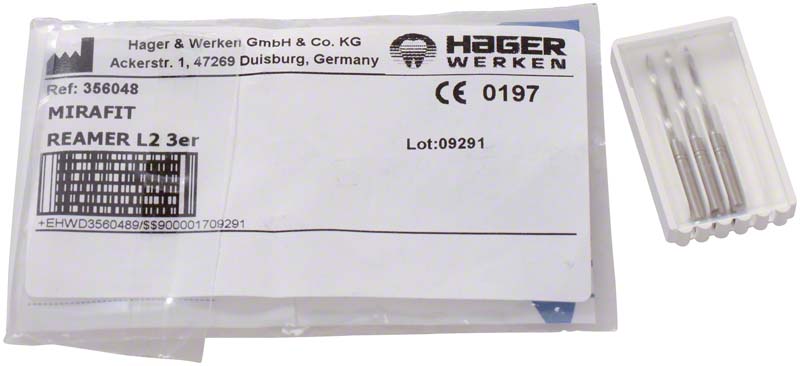 Hager & Werken GmbH & Co. KG
Ackerstr. 1, 47269 Duisburg, Germany
HAGER
WERKEN
Ref: 356048
CE 0197
MIRAFIT
REAMER L2 3er
Lot:09291
+EHWD3560489/$$900001709291